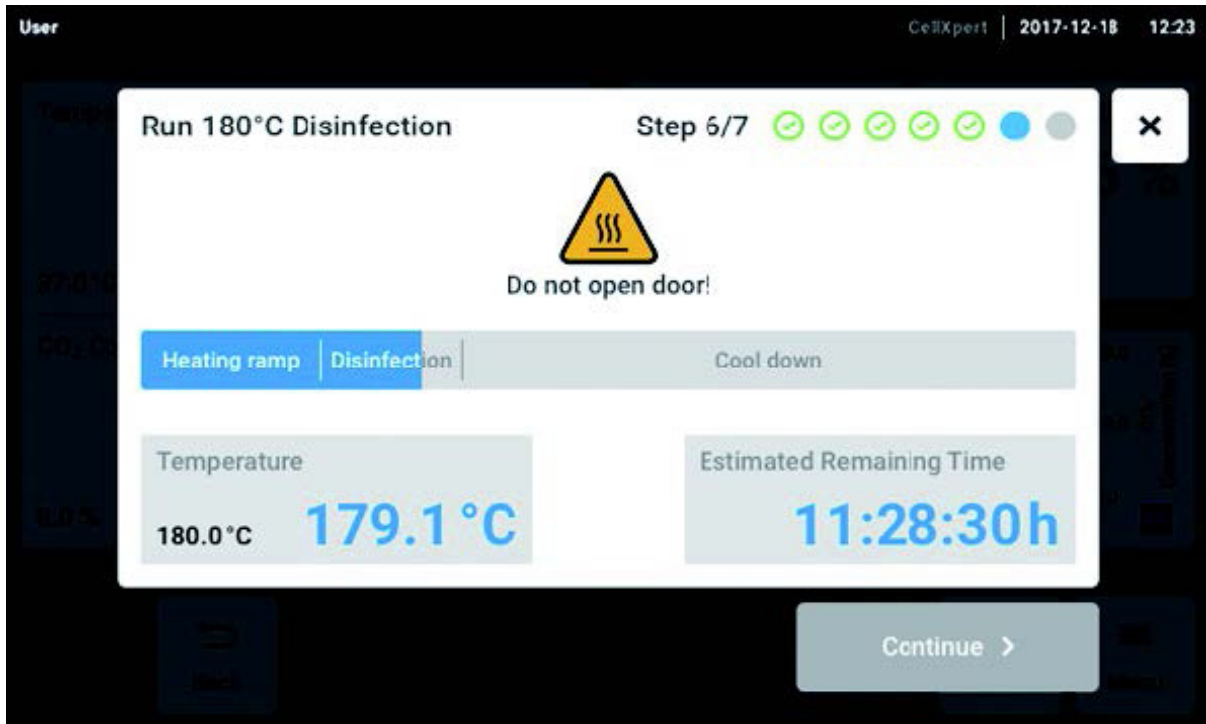 User CellXpert | 2017-12-18 12:23
Run 180°C Disinfection Step 6/7
Do not open door!
Heating ramp Disinfection Cool down
Temperature Estimated Remaining Time
180.0°C 179.1°C 11:28:30h
Continue >